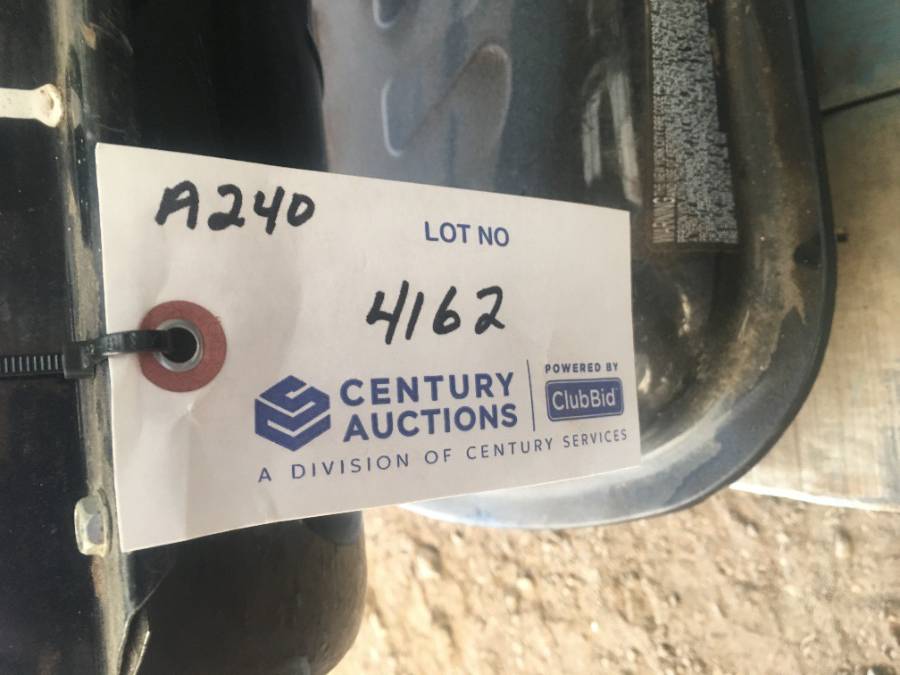 A240
LOT NO
4162
CENTURY
AUCTIONS
POWERED BY
ClubBid
A DIVISION OF CENTURY SERVICES